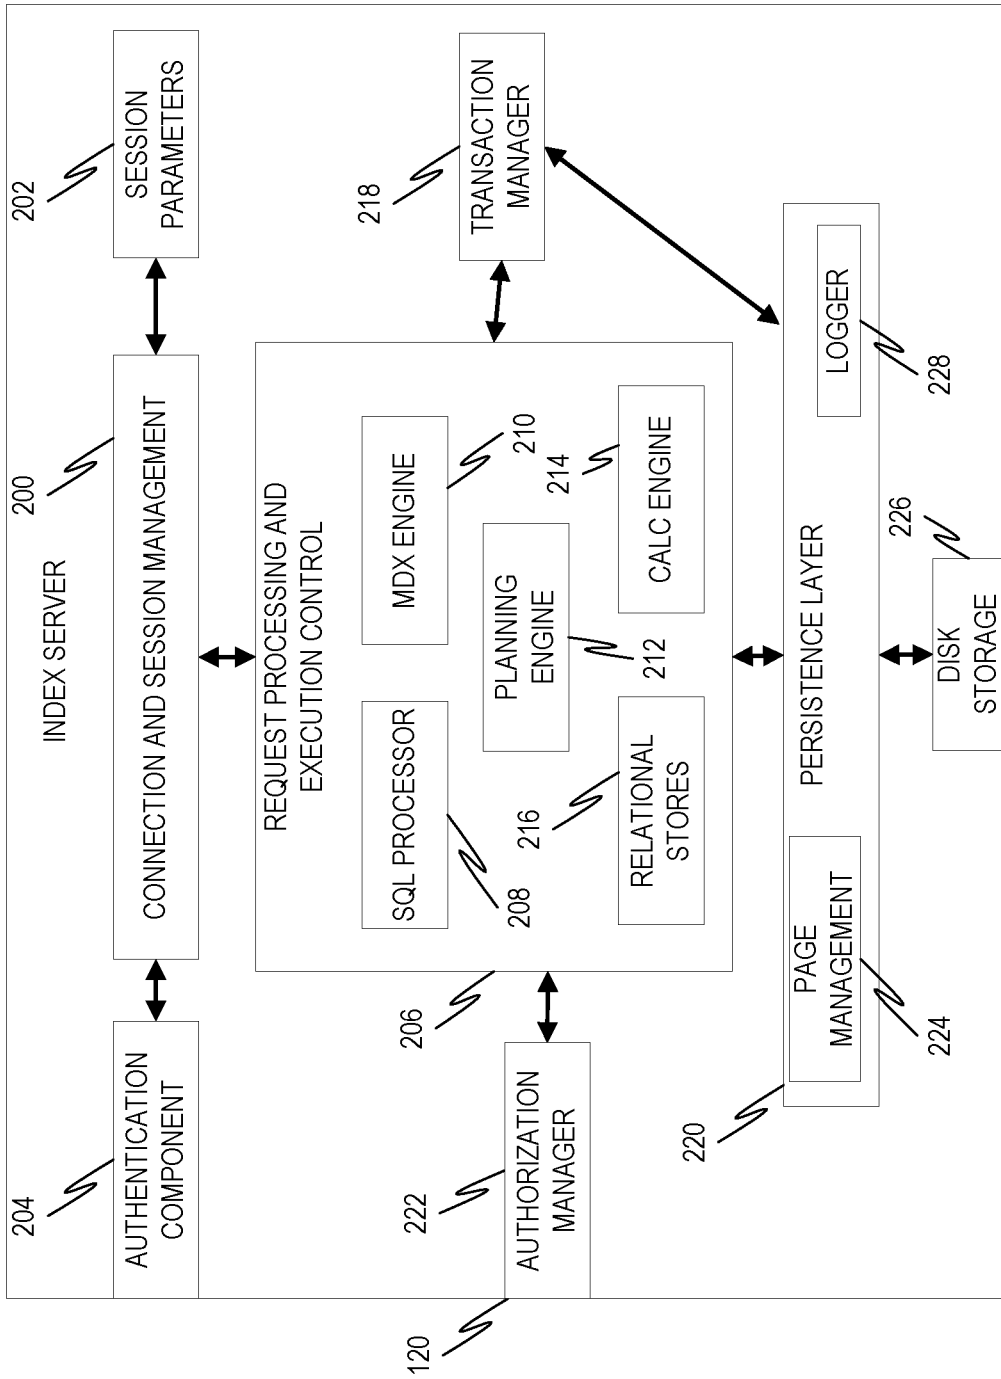 INDEX SERVER
204
200
202
AUTHENTICATION
COMPONENT
CONNECTION AND SESSION MANAGEMENT
SESSION
PARAMETERS
REQUEST PROCESSING AND
EXECUTION CONTROL
206
SQL PROCESSOR
208
MDX ENGINE
210
PLANNING
ENGINE
212
216
RELATIONAL
STORES
214
CALC ENGINE
218
TRANSACTION
MANAGER
120
222
AUTHORIZATION
MANAGER
220
PERSISTENCE LAYER
PAGE
MANAGEMENT
224
LOGGER
228
226
DISK
STORAGE